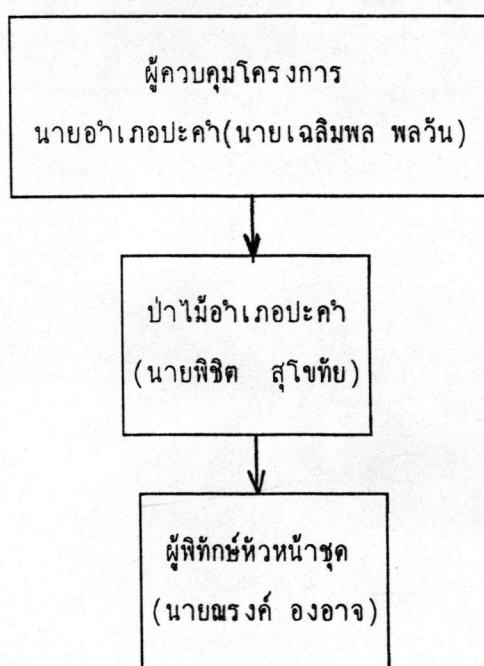 ผู้ควบคุมโครงการ
นายอำเภอปะคำ(นายเฉลิมพล พลวัน)
ป่าไม้อำเภอปะคำ
(นายพิชิต สุโขทัย)
ผู้พิทักษ์หัวหน้าชุด
(นายณรงค์ องอาจ)